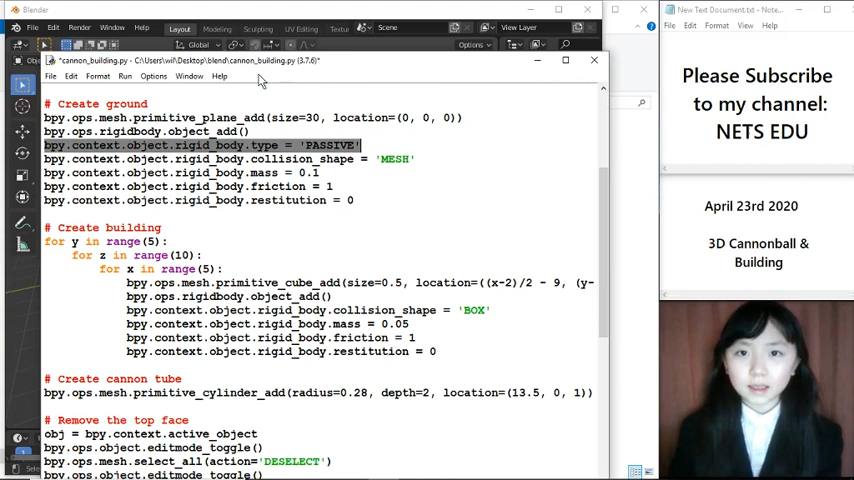 Blender
File Edit Render Window Help Layout Modeling Sculpting UV Editing Scene View Layer
Global Options
*cannon_building.py - C:\Users\wil\Desktop\blend\cannon_building.py (3.7.6)*
File Edit Format Run Options Window Help
# Create ground
bpy.ops.mesh.primitive_plane_add(size=30, location=(0, 0, 0))
bpy.ops.rigidbody.object_add()
bpy.context.object.rigid_body.type = 'PASSIVE'
bpy.context.object.rigid_body.collision_shape = 'MESH'
bpy.context.object.rigid_body.mass = 0.1
bpy.context.object.rigid_body.friction = 1
bpy.context.object.rigid_body.restitution = 0
# Create building
for y in range(5):
for z in range(10):
for x in range(5):
bpy.ops.mesh.primitive_cube_add(size=0.5, location=((x-2)/2 - 9, (y-
bpy.ops.rigidbody.object_add()
bpy.context.object.rigid_body.collision_shape = 'BOX'
bpy.context.object.rigid_body.mass = 0.05
bpy.context.object.rigid_body.friction = 1
bpy.context.object.rigid_body.restitution = 0
# Create cannon tube
bpy.ops.mesh.primitive_cylinder_add(radius=0.28, depth=2, location=(13.5, 0, 1))
# Remove the top face
obj = bpy.context.active_object
bpy.ops.object.editmode_toggle()
bpy.ops.mesh.select_all(action='DESELECT')
bpy.ops.object.editmode_toggle()
New Text Document.txt - Note...
File Edit Format View Help
Please Subscribe
to my channel:
NETS EDU
April 23rd 2020
3D Cannonball &
Building